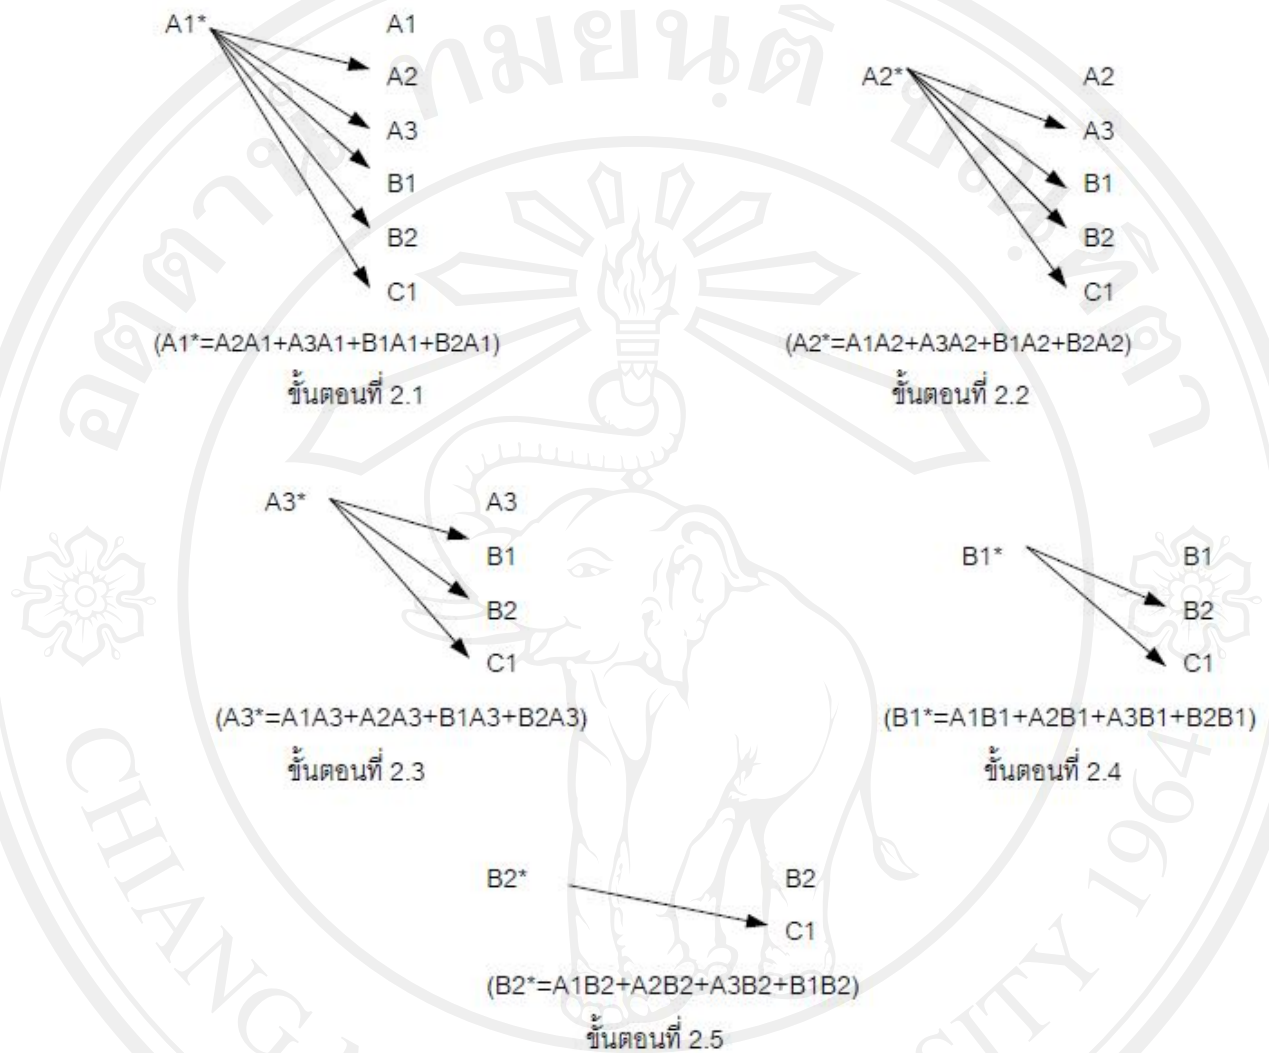 A1*
A1
A2
A3
B1
B2
C1
(A1*=A2A1+A3A1+B1A1+B2A1)
ขั้นตอนที่ 2.1
A2*
A2
A3
B1
B2
C1
(A2*=A1A2+A3A2+B1A2+B2A2)
ขั้นตอนที่ 2.2
A3*
A3
B1
B2
C1
(A3*=A1A3+A2A3+B1A3+B2A3)
ขั้นตอนที่ 2.3
B1*
B1
B2
C1
(B1*=A1B1+A2B1+A3B1+B2B1)
ขั้นตอนที่ 2.4
B2*
B2
C1
(B2*=A1B2+A2B2+A3B2+B1B2)
ขั้นตอนที่ 2.5
1964